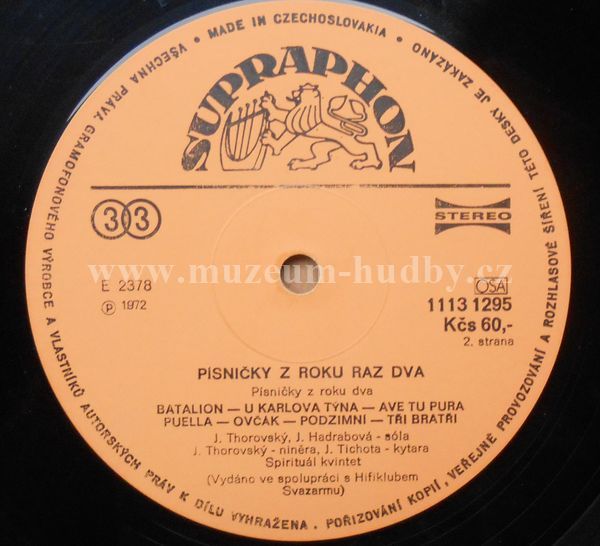 VŠECHNA PRÁVA GRAMOFONOVÉHO VÝROBCE A VLASTNÍKŮ AUTORSKÝCH PRÁV K DÍLU VYHRAŽENA • POŘIZOVÁNÍ KOPIÍ, VEŘEJNÉ PROVOZOVÁNÍ A ROZHLASOVÉ ŠÍŘENÍ TÉTO DESKY JE ZAKÁZÁNO • MADE IN CZECHOSLOVAKIA •
SUPRAPHON
33
STEREO
www.muzeum-hudby.cz
E 2378
℗ 1972
OSA
1113 1295
Kčs 60,-
2. strana
PÍSNIČKY Z ROKU RAZ DVA
Písničky z roku dva
BATALION — U KARLOVA TÝNA — AVE TU PURA
PUELLA — OVČÁK — PODZIMNÍ — TŘI BRATŘI
J. Thorovský, J. Hadrabová - sóla
J. Thorovský - niněra, J. Tichota - kytara
Spirituál kvintet
(Vydáno ve spolupráci s Hifiklubem
Svazarmu)